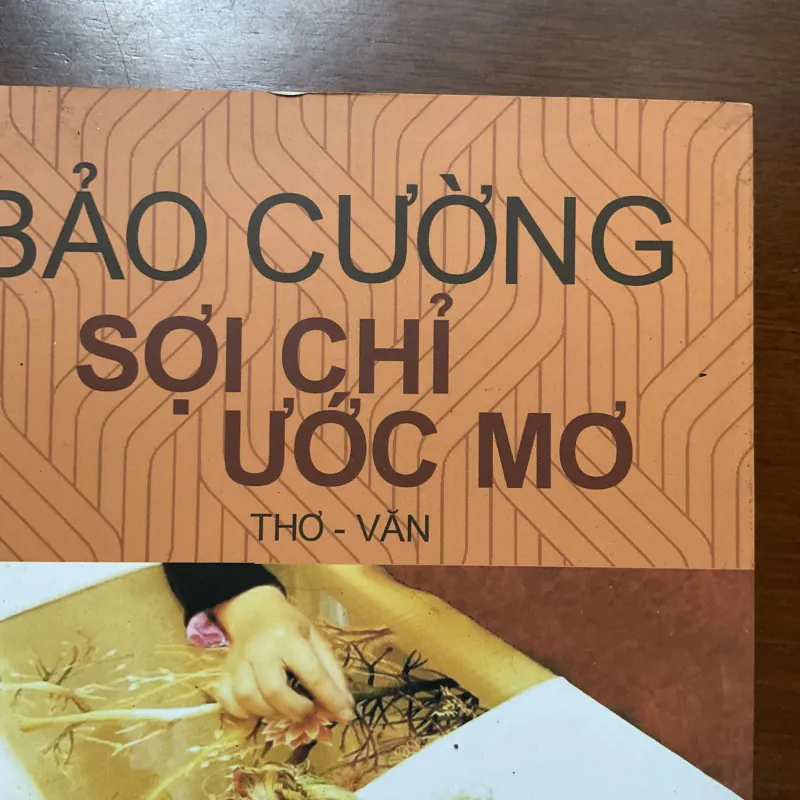 BẢO CƯỜNG
SỢI CHỈ
ƯỚC MƠ
THƠ - VĂN